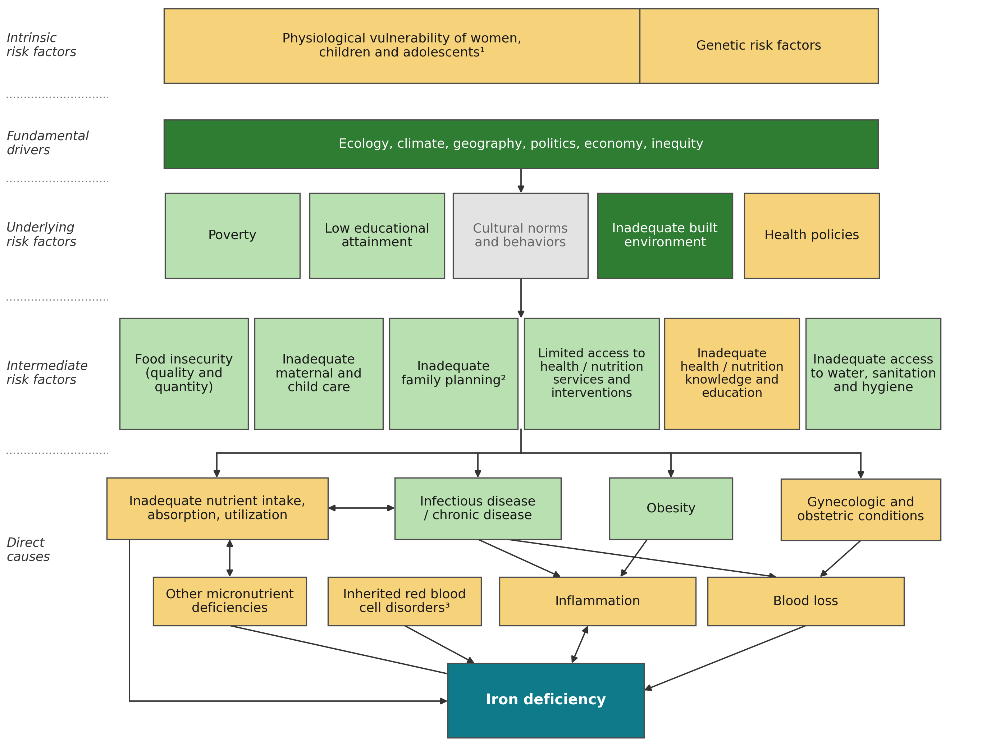 Intrinsic
risk factors
Physiological vulnerability of women,
children and adolescents¹
Genetic risk factors
Fundamental
drivers
Ecology, climate, geography, politics, economy, inequity
Underlying
risk factors
Poverty
Low educational
attainment
Cultural norms
and behaviors
Inadequate built
environment
Health policies
Intermediate
risk factors
Food insecurity
(quality and
quantity)
Inadequate
maternal and
child care
Inadequate
family planning²
Limited access to
health / nutrition
services and
interventions
Inadequate
health / nutrition
knowledge and
education
Inadequate access
to water, sanitation
and hygiene
Direct
causes
Inadequate nutrient intake,
absorption, utilization
Infectious disease
/ chronic disease
Obesity
Gynecologic and
obstetric conditions
Other micronutrient
deficiencies
Inherited red blood
cell disorders³
Inflammation
Blood loss
Iron deficiency